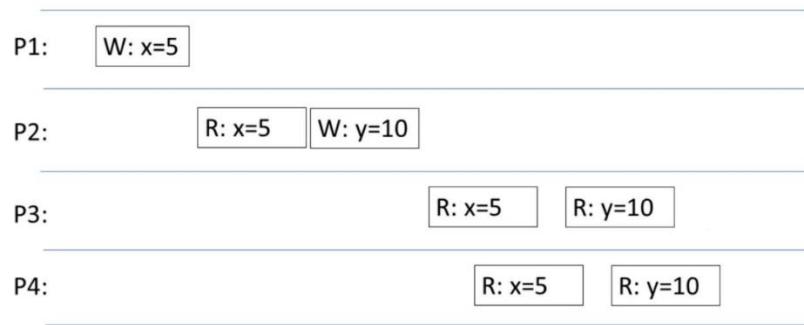 P1: W: x=5
P2: R: x=5 W: y=10
P3: R: x=5 R: y=10
P4: R: x=5 R: y=10